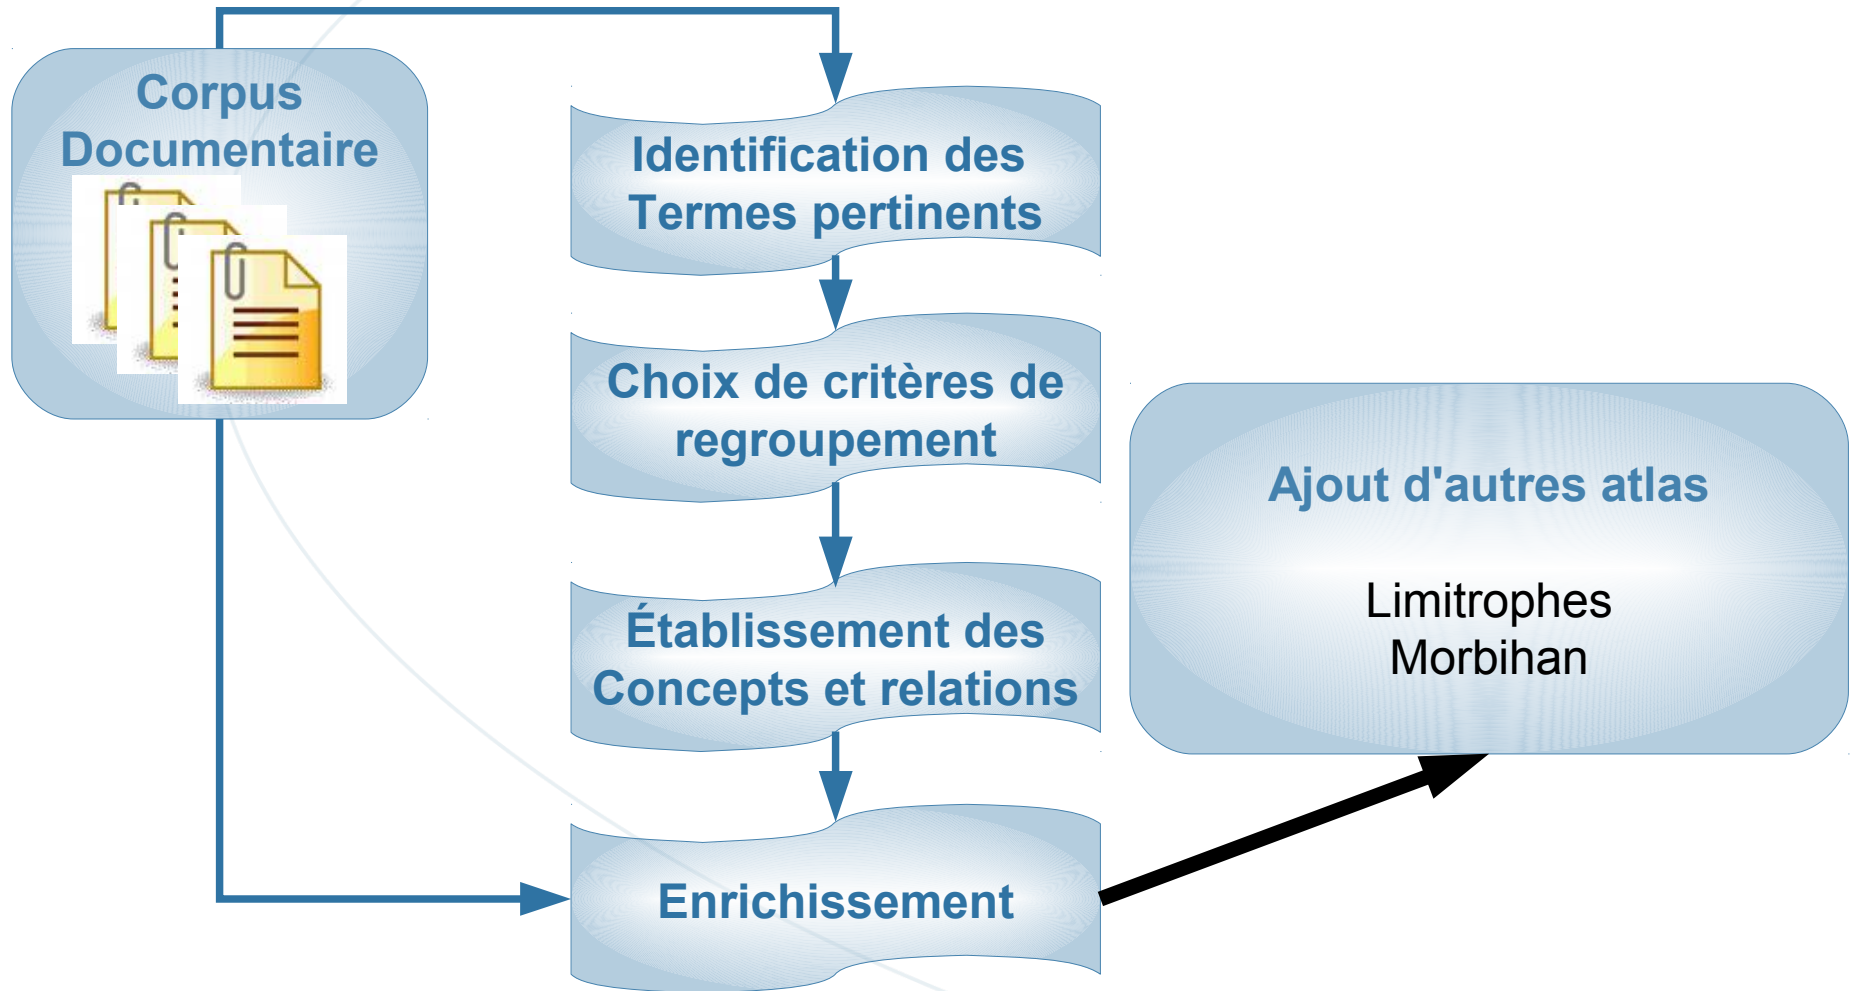 Corpus
Documentaire
Identification des
Termes pertinents
Choix de critères de
regroupement
Établissement des
Concepts et relations
Enrichissement
Ajout d'autres atlas
Limitrophes
Morbihan